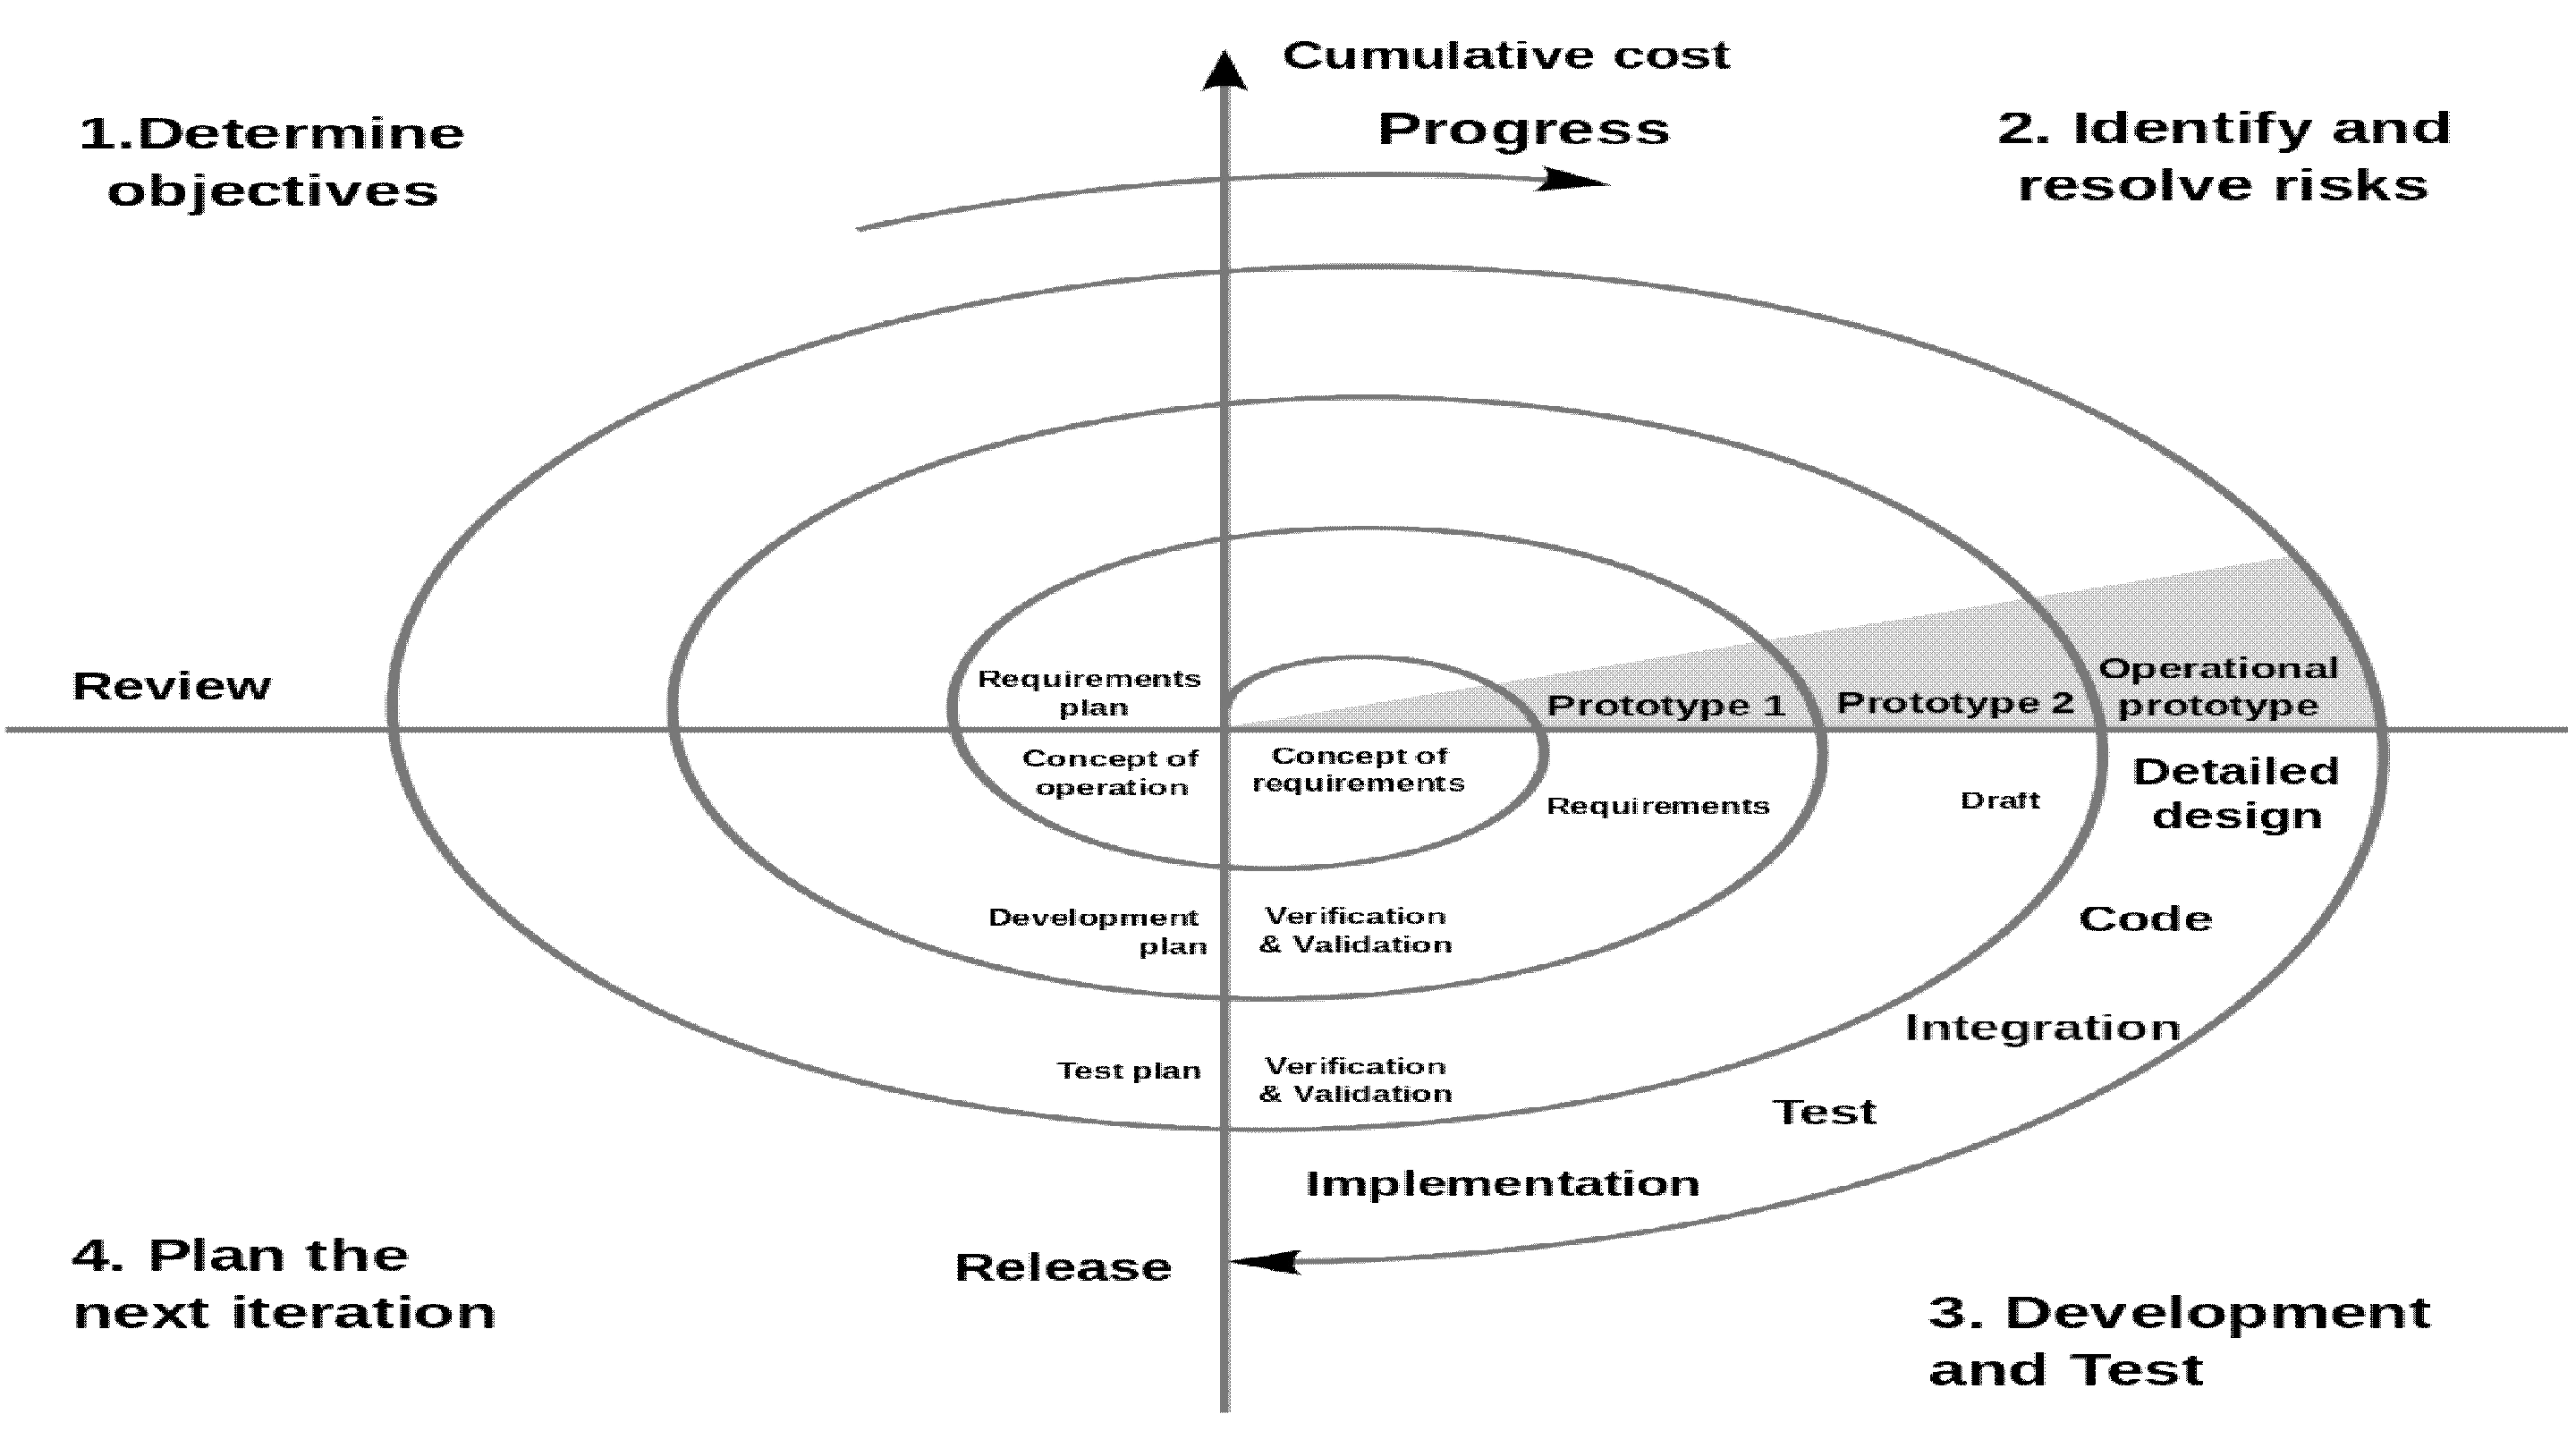 Cumulative cost
1.Determine
objectives
Progress
2. Identify and
resolve risks
Review
Requirements
plan
Prototype 1
Prototype 2
Operational
prototype
Concept of
operation
Concept of
requirements
Requirements
Draft
Detailed
design
Development
plan
Verification
& Validation
Code
Integration
Test plan
Verification
& Validation
Test
Implementation
Release
4. Plan the
next iteration
3. Development
and Test